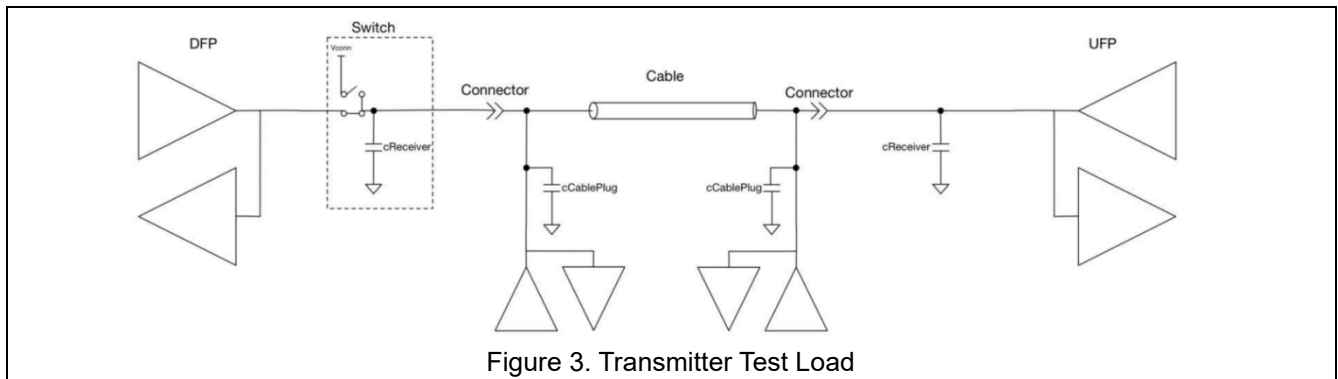 Switch
DFP
UFP
Vconn
Cable
Connector
Connector
cReceiver
cReceiver
cCablePlug
cCablePlug
Figure 3. Transmitter Test Load